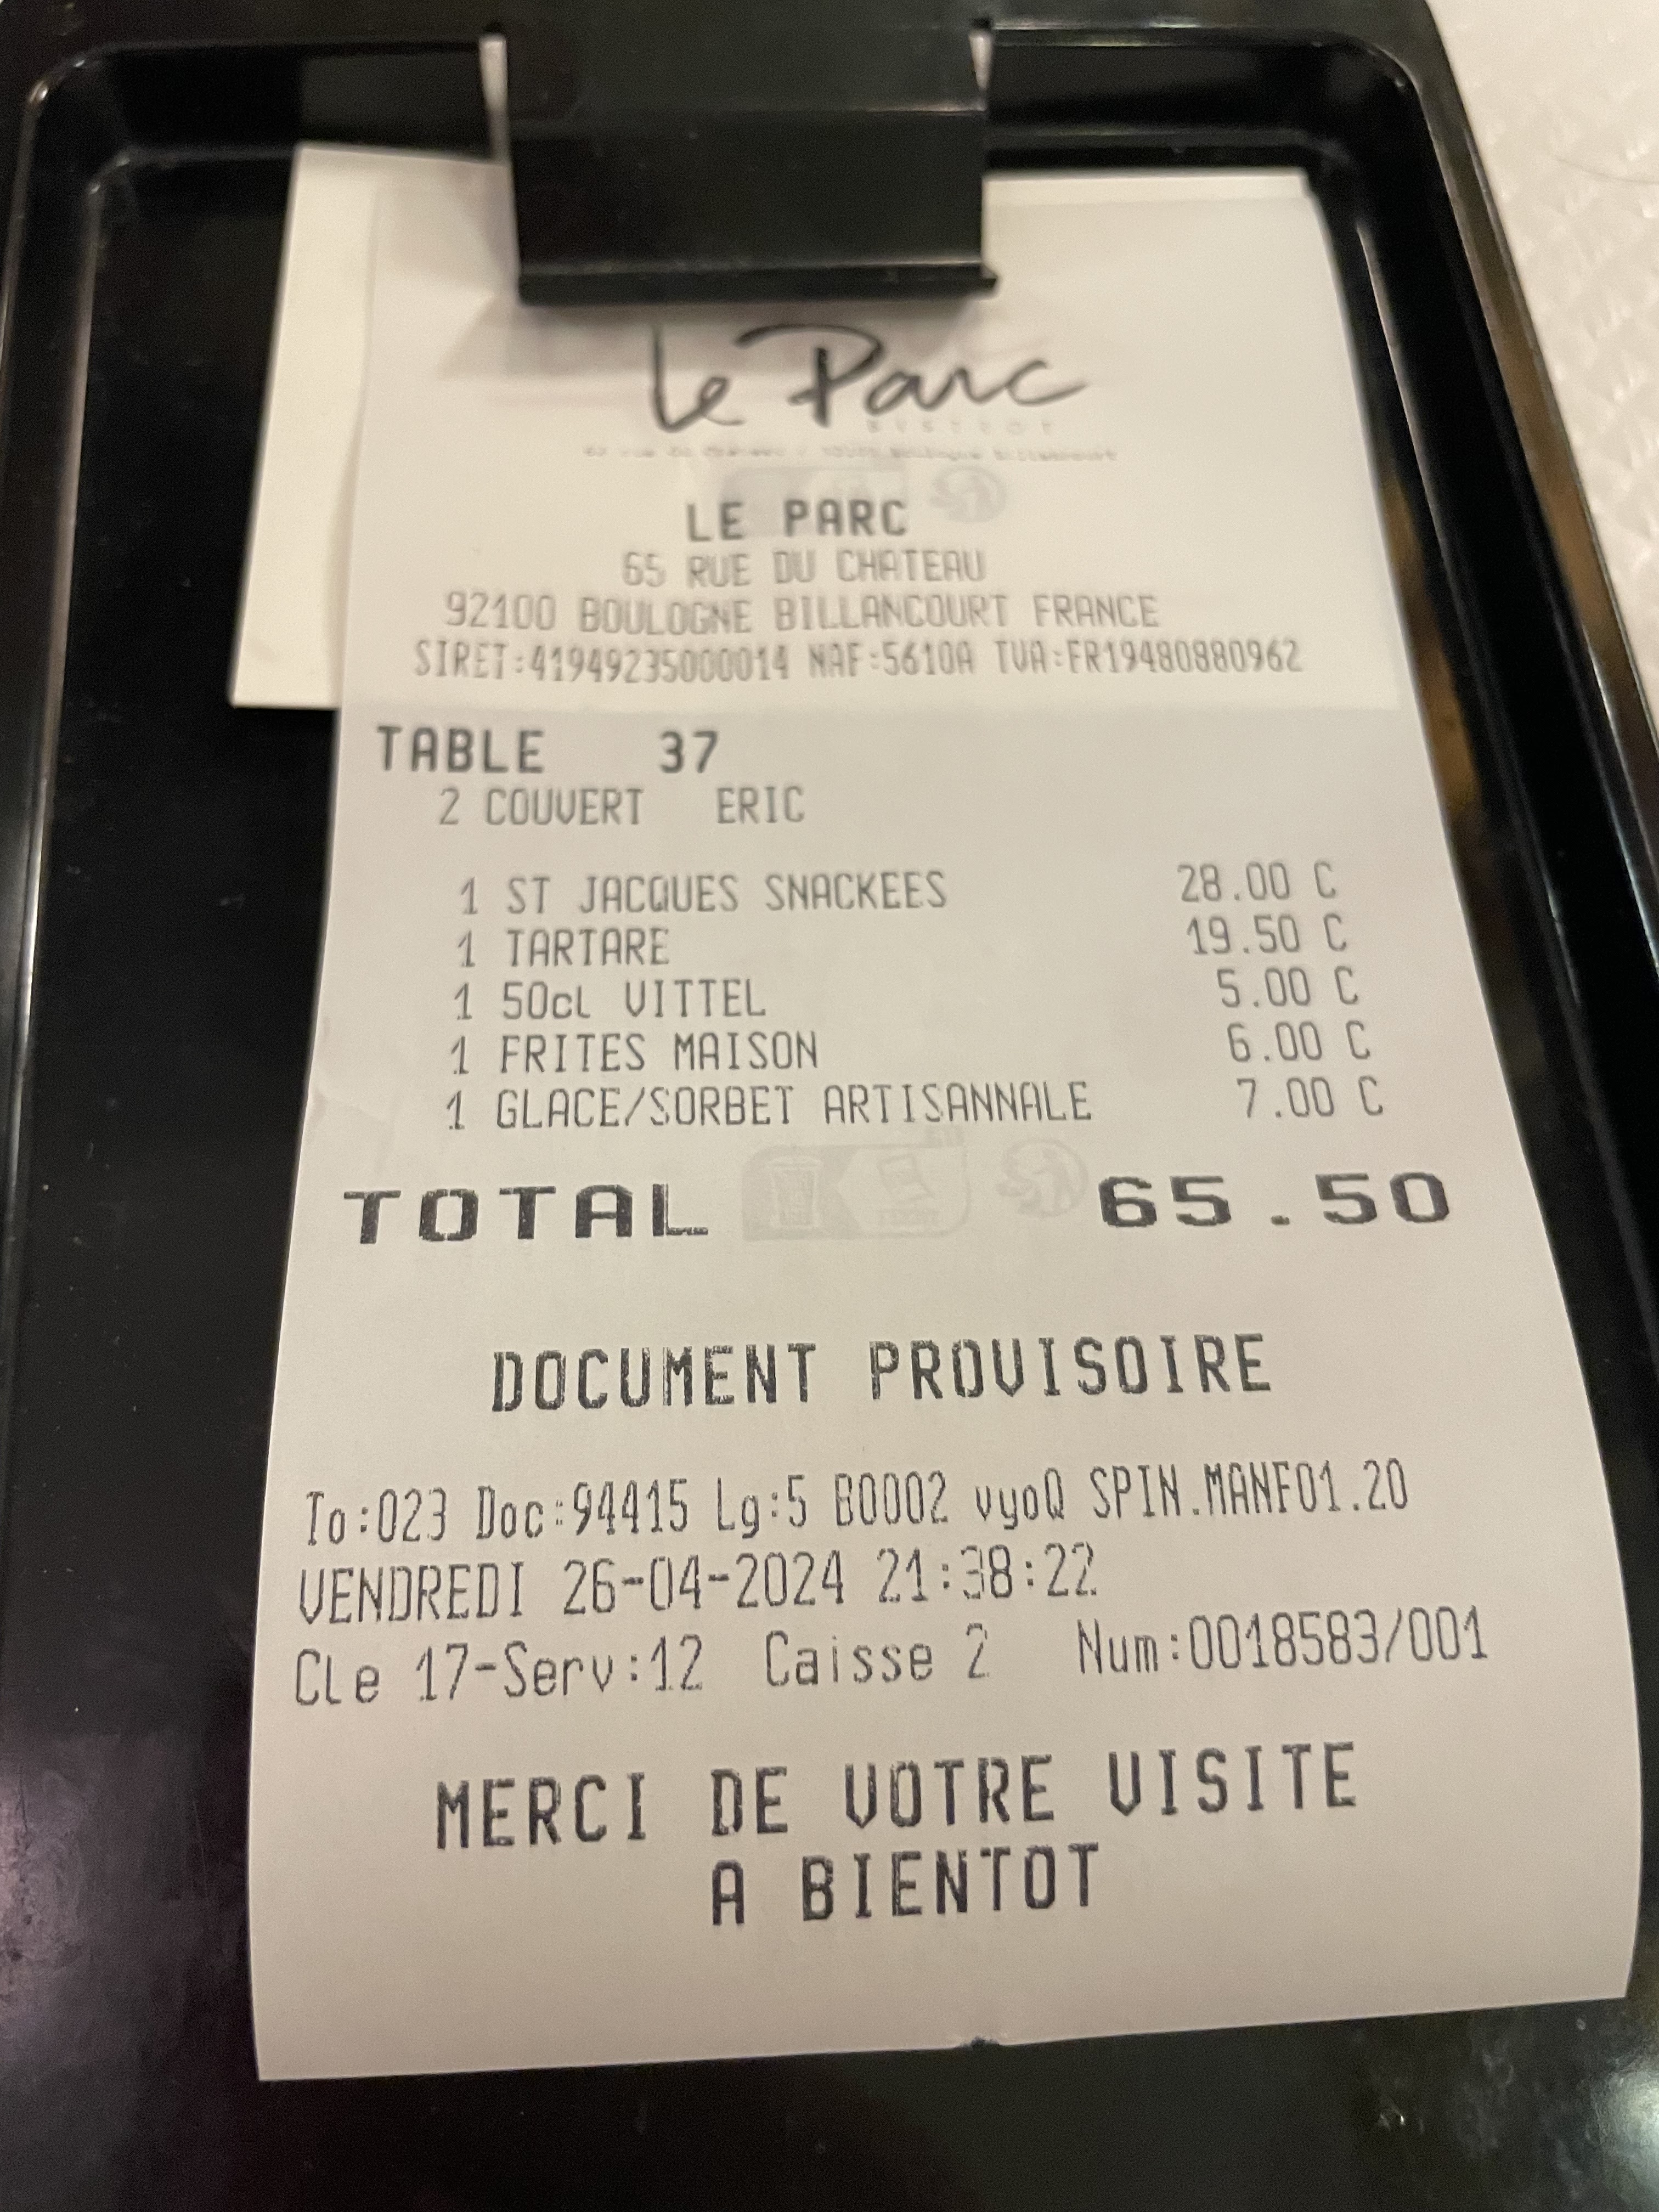 le Parc
BISTROT
LE PARC
65 RUE DU CHATEAU
92100 BOULOGNE BILLANCOURT FRANCE
SIRET:41949235000014 NAF:5610A TVA:FR19480880962
TABLE 37
2 COUVERT ERIC
1 ST JACQUES SNACKEES 28.00 C
1 TARTARE 19.50 C
1 50cl VITTEL 5.00 C
1 FRITES MAISON 6.00 C
1 GLACE/SORBET ARTISANNALE 7.00 C
TOTAL 65.50
DOCUMENT PROVISOIRE
To:023 Doc:94415 Lg:5 B0002 vyoQ SPIN.MANF01.20
VENDREDI 26-04-2024 21:38:22
Cle 17-Serv:12 Caisse 2 Num:0018583/001
MERCI DE VOTRE VISITE
A BIENTOT